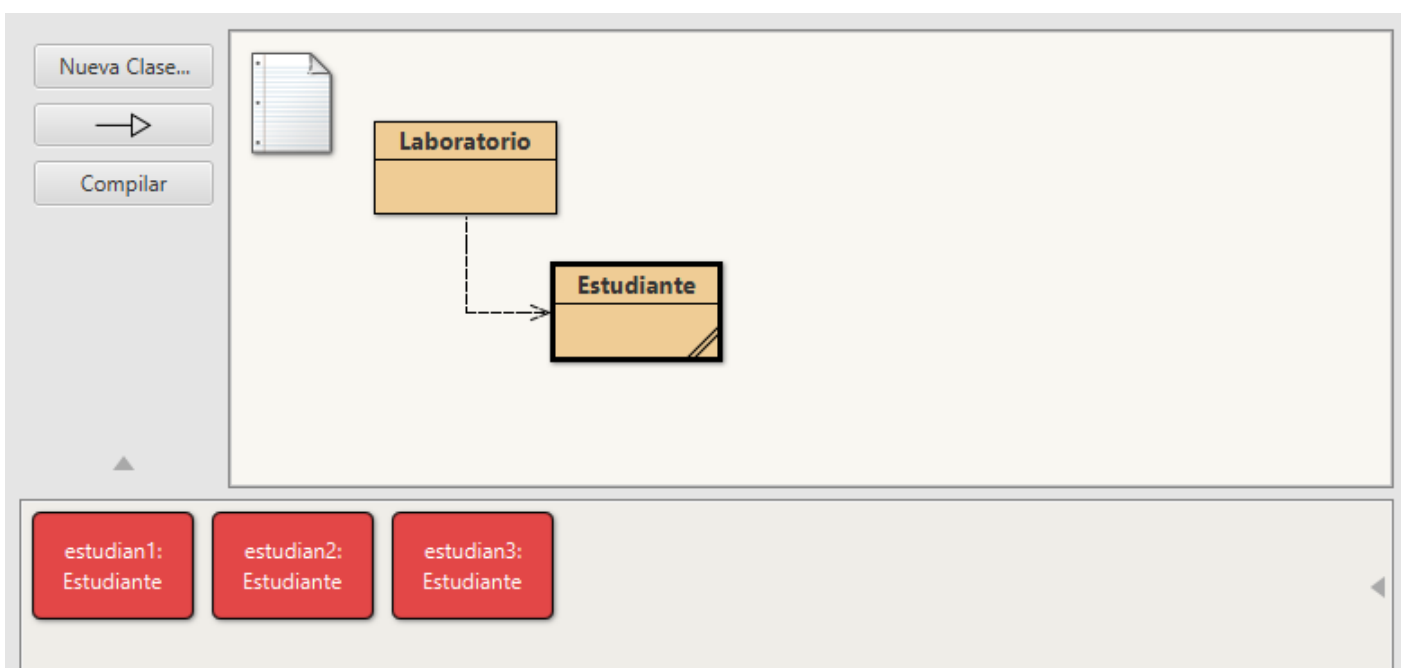 Nueva Clase...
Compilar
Laboratorio
Estudiante
estudian1:
Estudiante
estudian2:
Estudiante
estudian3:
Estudiante